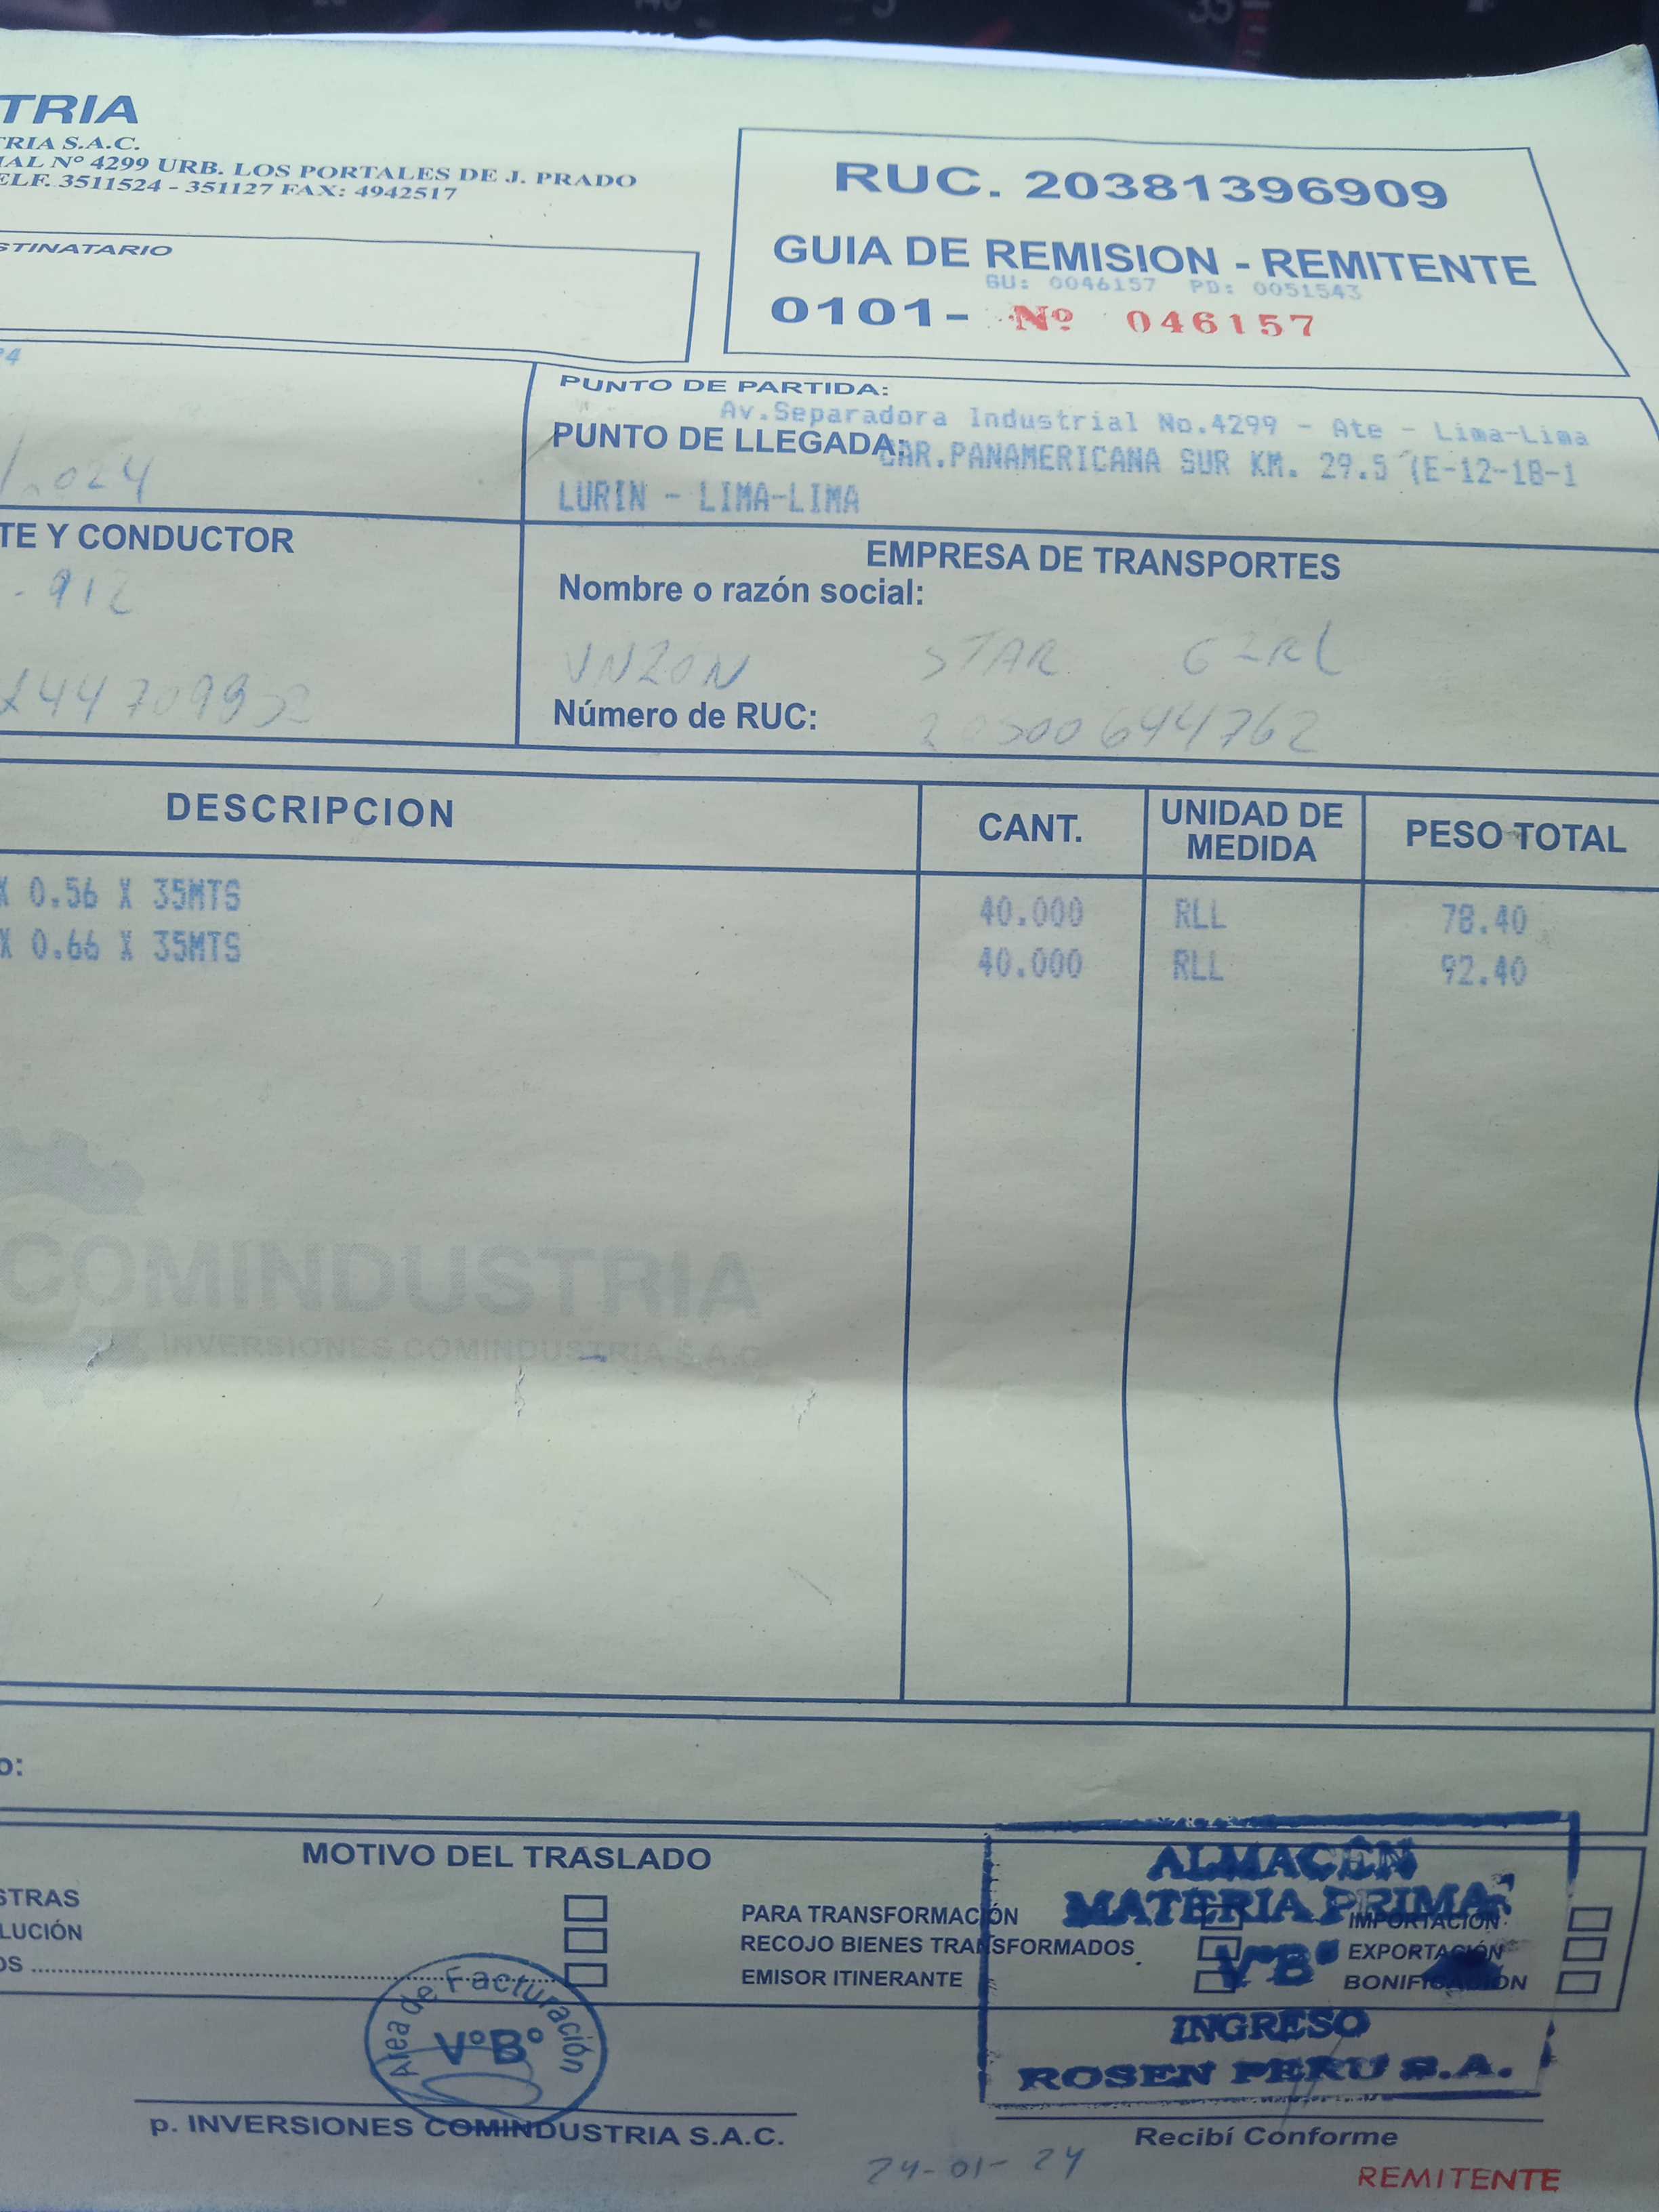 TRIA
TRIA S.A.C.
IAL Nº 4299 URB. LOS PORTALES DE J. PRADO
ELF. 3511524 - 351127 FAX: 4942517
STINATARIO
RUC. 20381396909
GUIA DE REMISION - REMITENTE
GU: 0046157 PD: 0051543
0101- Nº 046157
24
PUNTO DE PARTIDA:
Av.Separadora Industrial No.4299 - Ate - Lima-Lima
PUNTO DE LLEGADA:
CAR.PANAMERICANA SUR KM. 29.5 (E-12-18-1
LURIN - LIMA-LIMA
TE Y CONDUCTOR
- 912
EMPRESA DE TRANSPORTES
Nombre o razón social:
STAR
Número de RUC:
DESCRIPCION CANT. UNIDAD DE MEDIDA PESO TOTAL
X 0.56 X 35MTS 40.000 RLL 78.40
X 0.66 X 35MTS 40.000 RLL 92.40
COMINDUSTRIA
INVERSIONES COMINDUSTRIA S.A.C.
o:
MOTIVO DEL TRASLADO
STRAS
PARA TRANSFORMACIÓN
IMPORTACIÓN
LUCIÓN
RECOJO BIENES TRANSFORMADOS
EXPORTACIÓN
OS
EMISOR ITINERANTE
BONIFICACIÓN
ALMACÉN
MATERIA PRIMA
VºBº
INGRESO
ROSEN PERU S.A.
Area de Facturación
VºBº
p. INVERSIONES COMINDUSTRIA S.A.C.
Recibí Conforme
24-01-24
REMITENTE